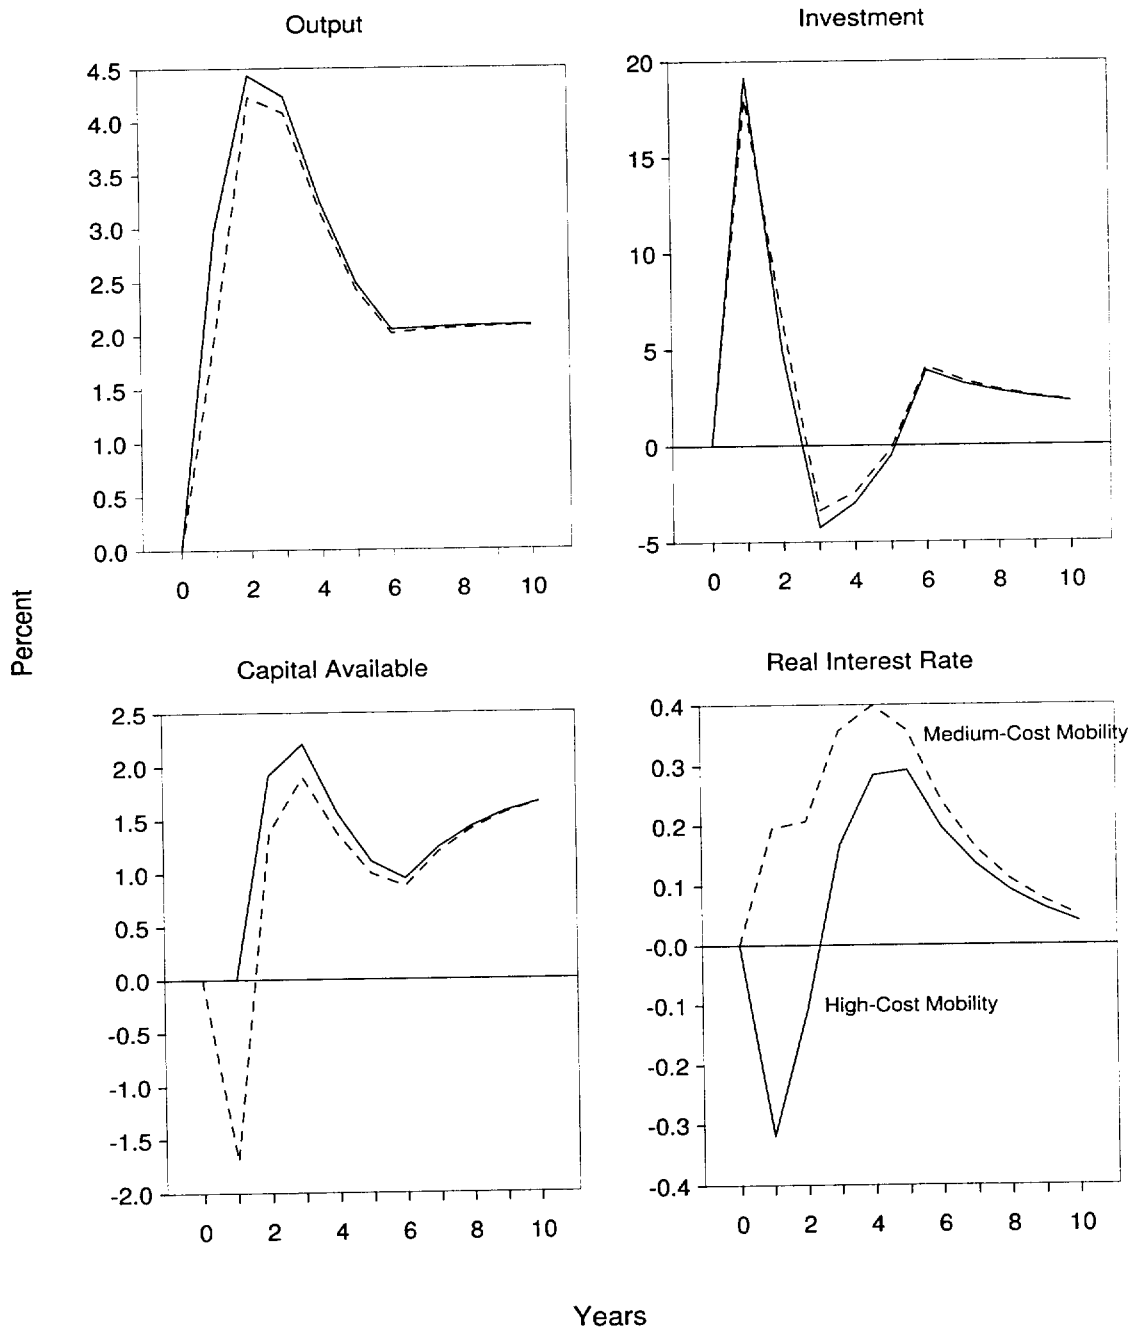 Output
4.5
4.0
3.5
3.0
2.5
2.0
1.5
1.0
0.5
0.0
0 2 4 6 8 10
Investment
20
15
10
5
0
-5
0 2 4 6 8 10
Percent
Capital Available
2.5
2.0
1.5
1.0
0.5
0.0
-0.5
-1.0
-1.5
-2.0
0 2 4 6 8 10
Real Interest Rate
0.4
0.3
0.2
0.1
-0.0
-0.1
-0.2
-0.3
-0.4
Medium-Cost Mobility
High-Cost Mobility
0 2 4 6 8 10
Years